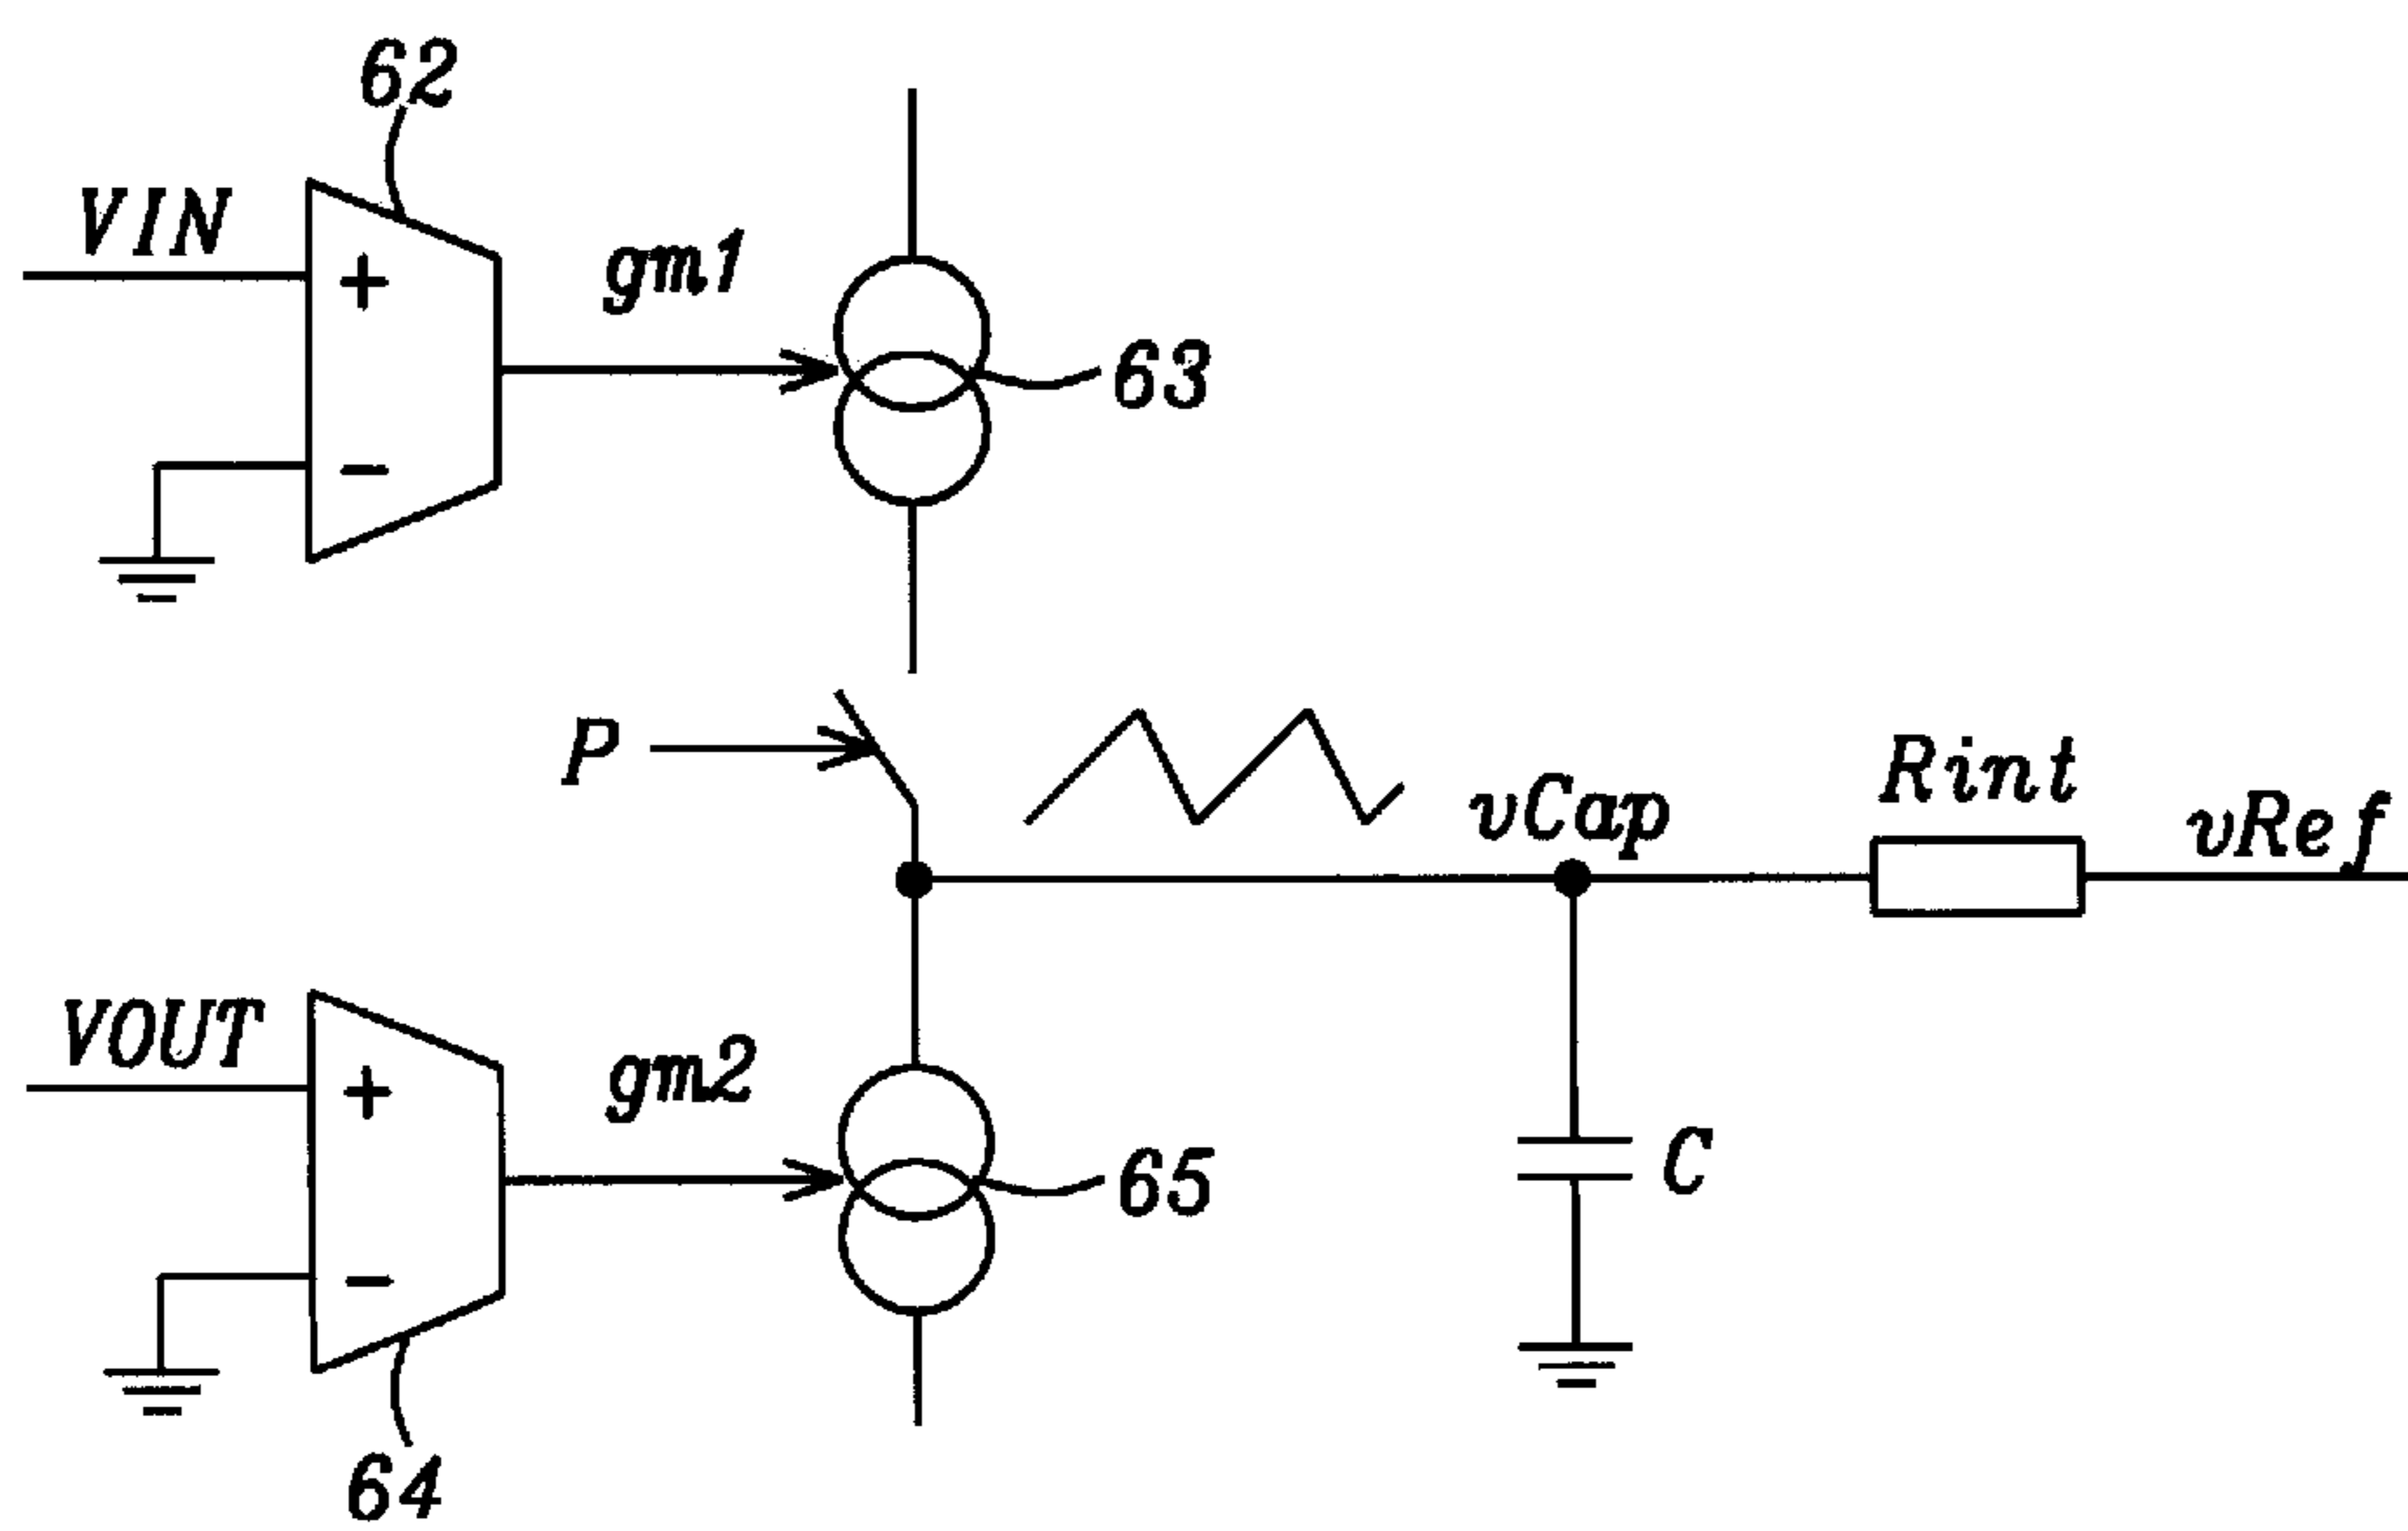 62
VIN
+
gm1
63
−
P
Rint
vCap
vRef
VOUT
+
gm2
65
C
−
64